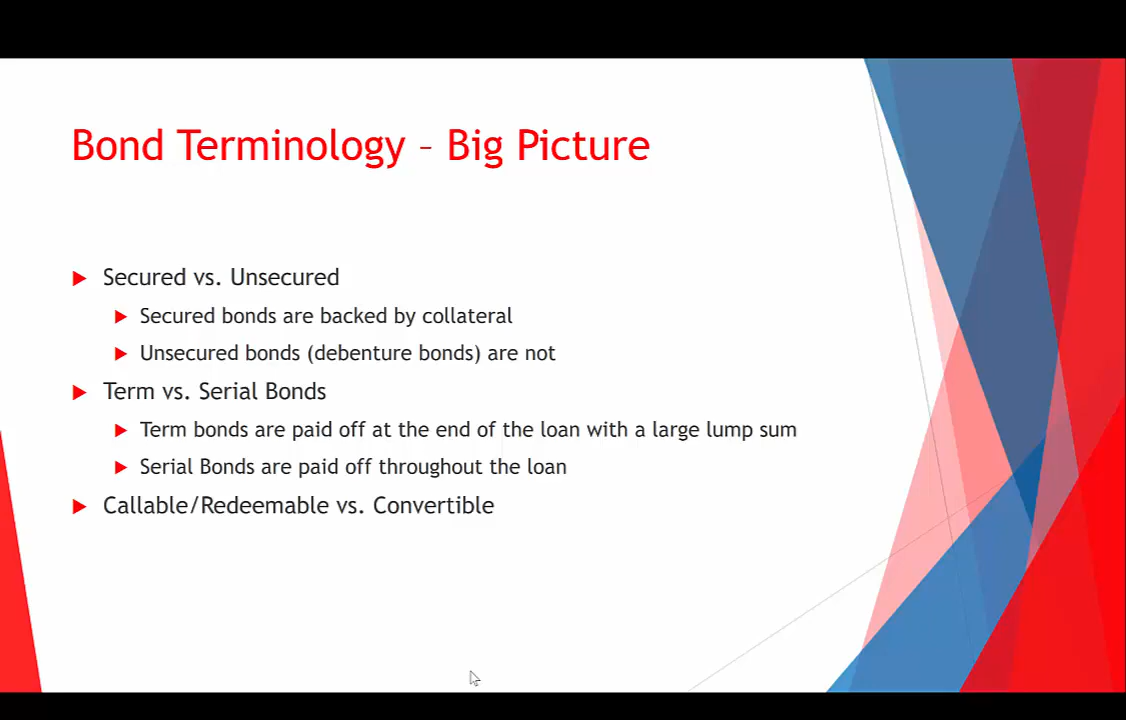 Bond Terminology – Big Picture
Secured vs. Unsecured
Secured bonds are backed by collateral
Unsecured bonds (debenture bonds) are not
Term vs. Serial Bonds
Term bonds are paid off at the end of the loan with a large lump sum
Serial Bonds are paid off throughout the loan
Callable/Redeemable vs. Convertible